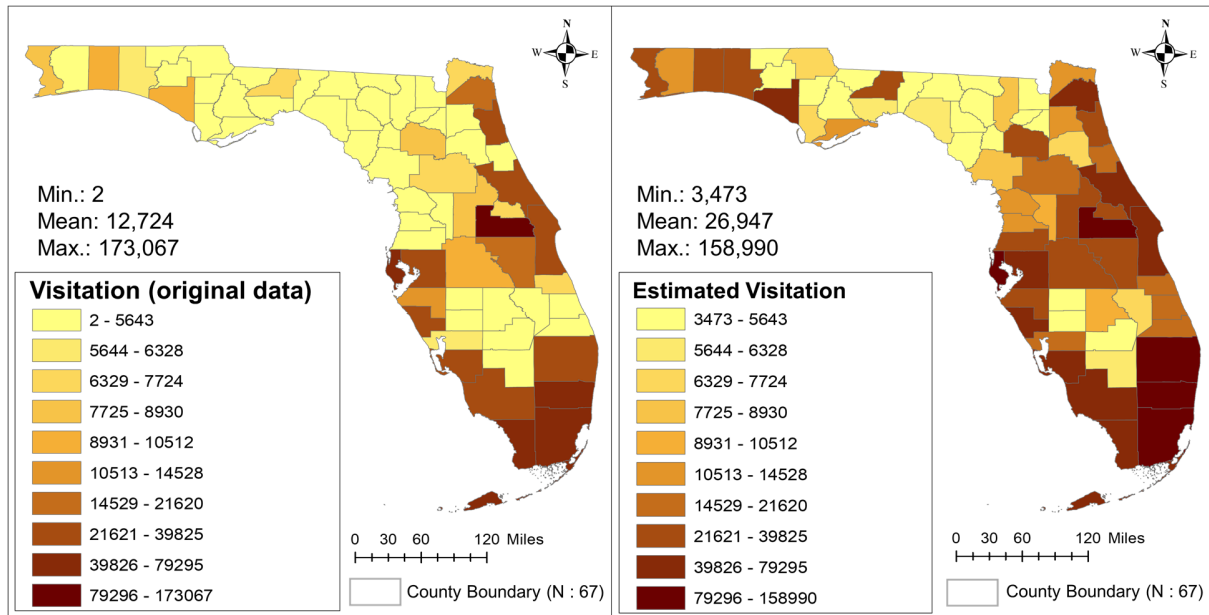 N
W E
S
Min.: 2
Mean: 12,724
Max.: 173,067
Visitation (original data)
2 - 5643
5644 - 6328
6329 - 7724
7725 - 8930
8931 - 10512
10513 - 14528
14529 - 21620
21621 - 39825
39826 - 79295
79296 - 173067
0 30 60 120 Miles
County Boundary (N : 67)
N
W E
S
Min.: 3,473
Mean: 26,947
Max.: 158,990
Estimated Visitation
3473 - 5643
5644 - 6328
6329 - 7724
7725 - 8930
8931 - 10512
10513 - 14528
14529 - 21620
21621 - 39825
39826 - 79295
79296 - 158990
0 30 60 120 Miles
County Boundary (N : 67)